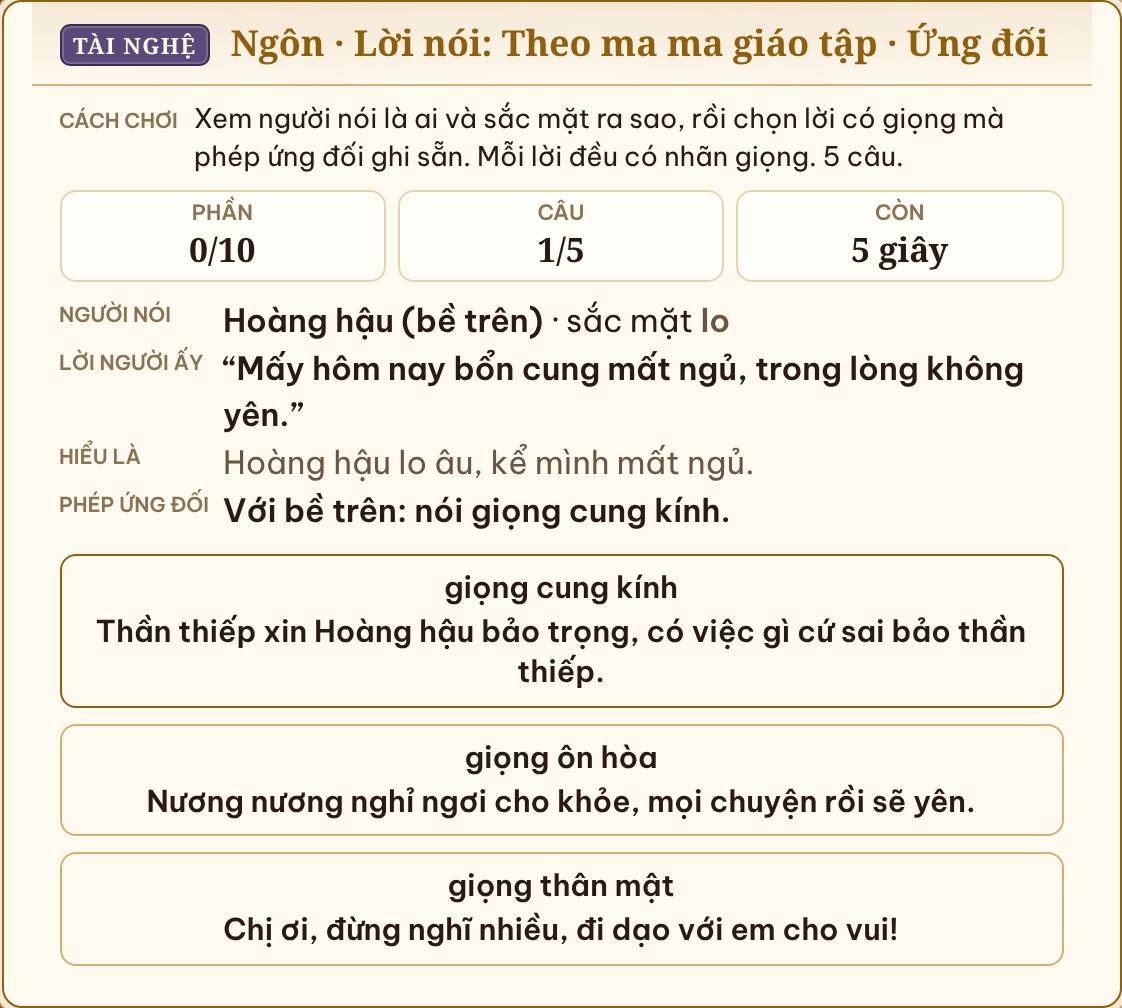 TÀI NGHỆ Ngôn · Lời nói: Theo ma ma giáo tập · Ứng đối
CÁCH CHƠI Xem người nói là ai và sắc mặt ra sao, rồi chọn lời có giọng mà
phép ứng đối ghi sẵn. Mỗi lời đều có nhãn giọng. 5 câu.
PHẦN
0/10
CÂU
1/5
CÒN
5 giây
NGƯỜI NÓI Hoàng hậu (bề trên) · sắc mặt lo
LỜI NGƯỜI ẤY “Mấy hôm nay bổn cung mất ngủ, trong lòng không
yên.”
HIỂU LÀ Hoàng hậu lo âu, kể mình mất ngủ.
PHÉP ỨNG ĐỐI Với bề trên: nói giọng cung kính.
giọng cung kính
Thần thiếp xin Hoàng hậu bảo trọng, có việc gì cứ sai bảo thần
thiếp.
giọng ôn hòa
Nương nương nghỉ ngơi cho khỏe, mọi chuyện rồi sẽ yên.
giọng thân mật
Chị ơi, đừng nghĩ nhiều, đi dạo với em cho vui!